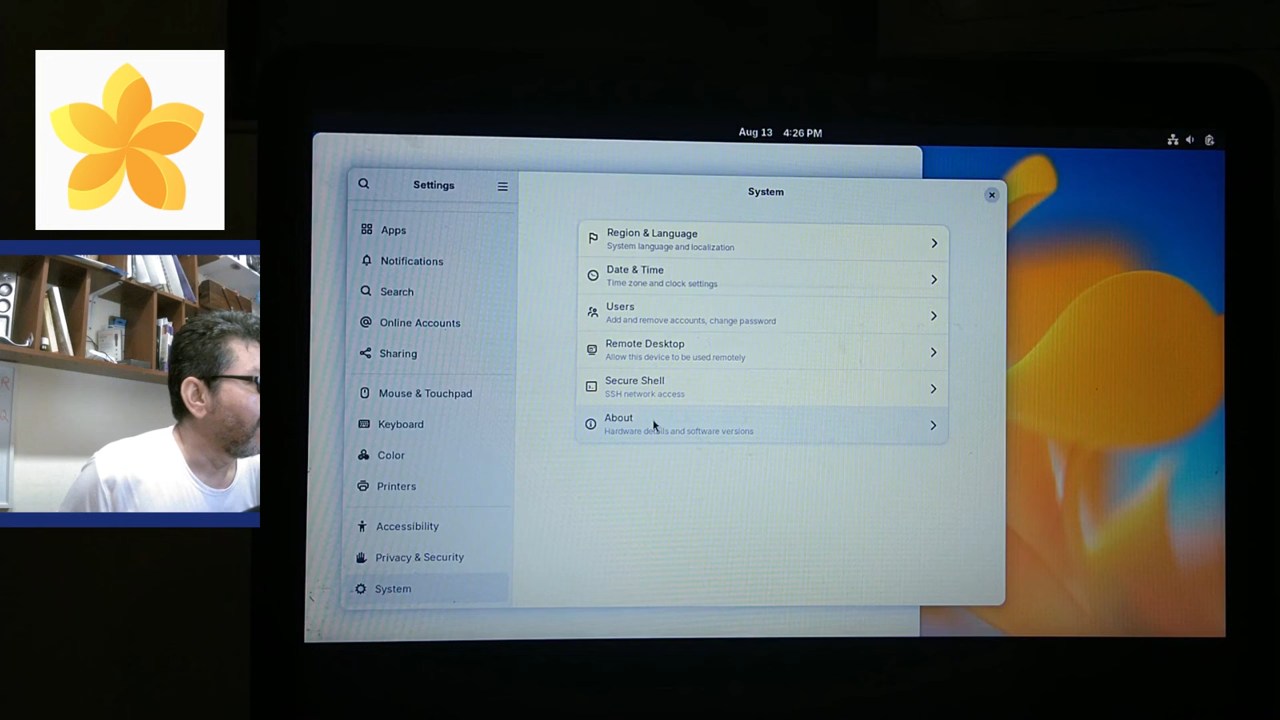 Aug 13 4:26 PM
Settings
System
Apps
Notifications
Search
Online Accounts
Sharing
Mouse & Touchpad
Keyboard
Color
Printers
Accessibility
Privacy & Security
System
Region & Language
System language and localization
Date & Time
Time zone and clock settings
Users
Add and remove accounts, change password
Remote Desktop
Allow this device to be used remotely
Secure Shell
SSH network access
About
Hardware details and software versions